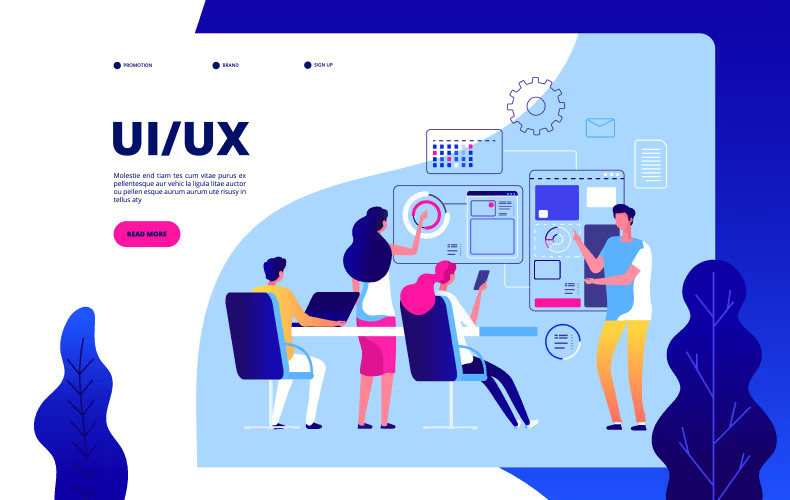 PROMOTION
BRAND
SIGN UP
UI/UX
Molestie end tiam tes cum vitae purus ex
pellentesque aur vehic la ligula litae auctor
ou pellen esque aurum aurum ute risusy in
tellus aty
READ MORE